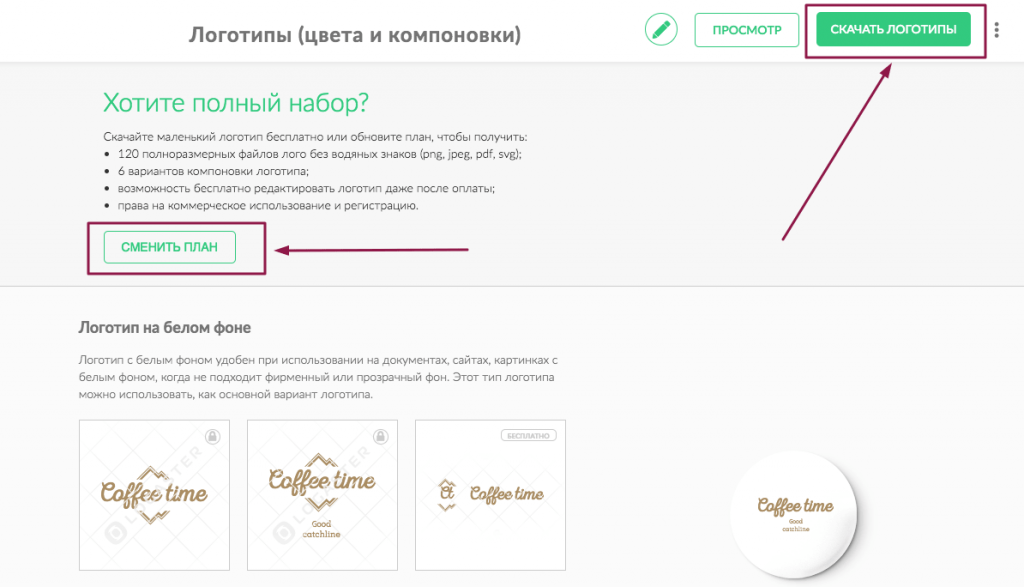 Логотипы (цвета и компоновки)
ПРОСМОТР
СКАЧАТЬ ЛОГОТИПЫ
Хотите полный набор?
Скачайте маленький логотип бесплатно или обновите план, чтобы получить:
• 120 полноразмерных файлов лого без водяных знаков (png, jpeg, pdf, svg);
• 6 вариантов компоновки логотипа;
• возможность бесплатно редактировать логотип даже после оплаты;
• права на коммерческое использование и регистрацию.
СМЕНИТЬ ПЛАН
Логотип на белом фоне
Логотип с белым фоном удобен при использовании на документах, сайтах, картинках с
белым фоном, когда не подходит фирменный или прозрачный фон. Этот тип логотипа
можно использовать, как основной вариант логотипа.
LOGASTER
Coffee time
LOGASTER
Coffee time
Good
catchline
БЕСПЛАТНО
Ct Coffee time
Coffee time
Good
catchline